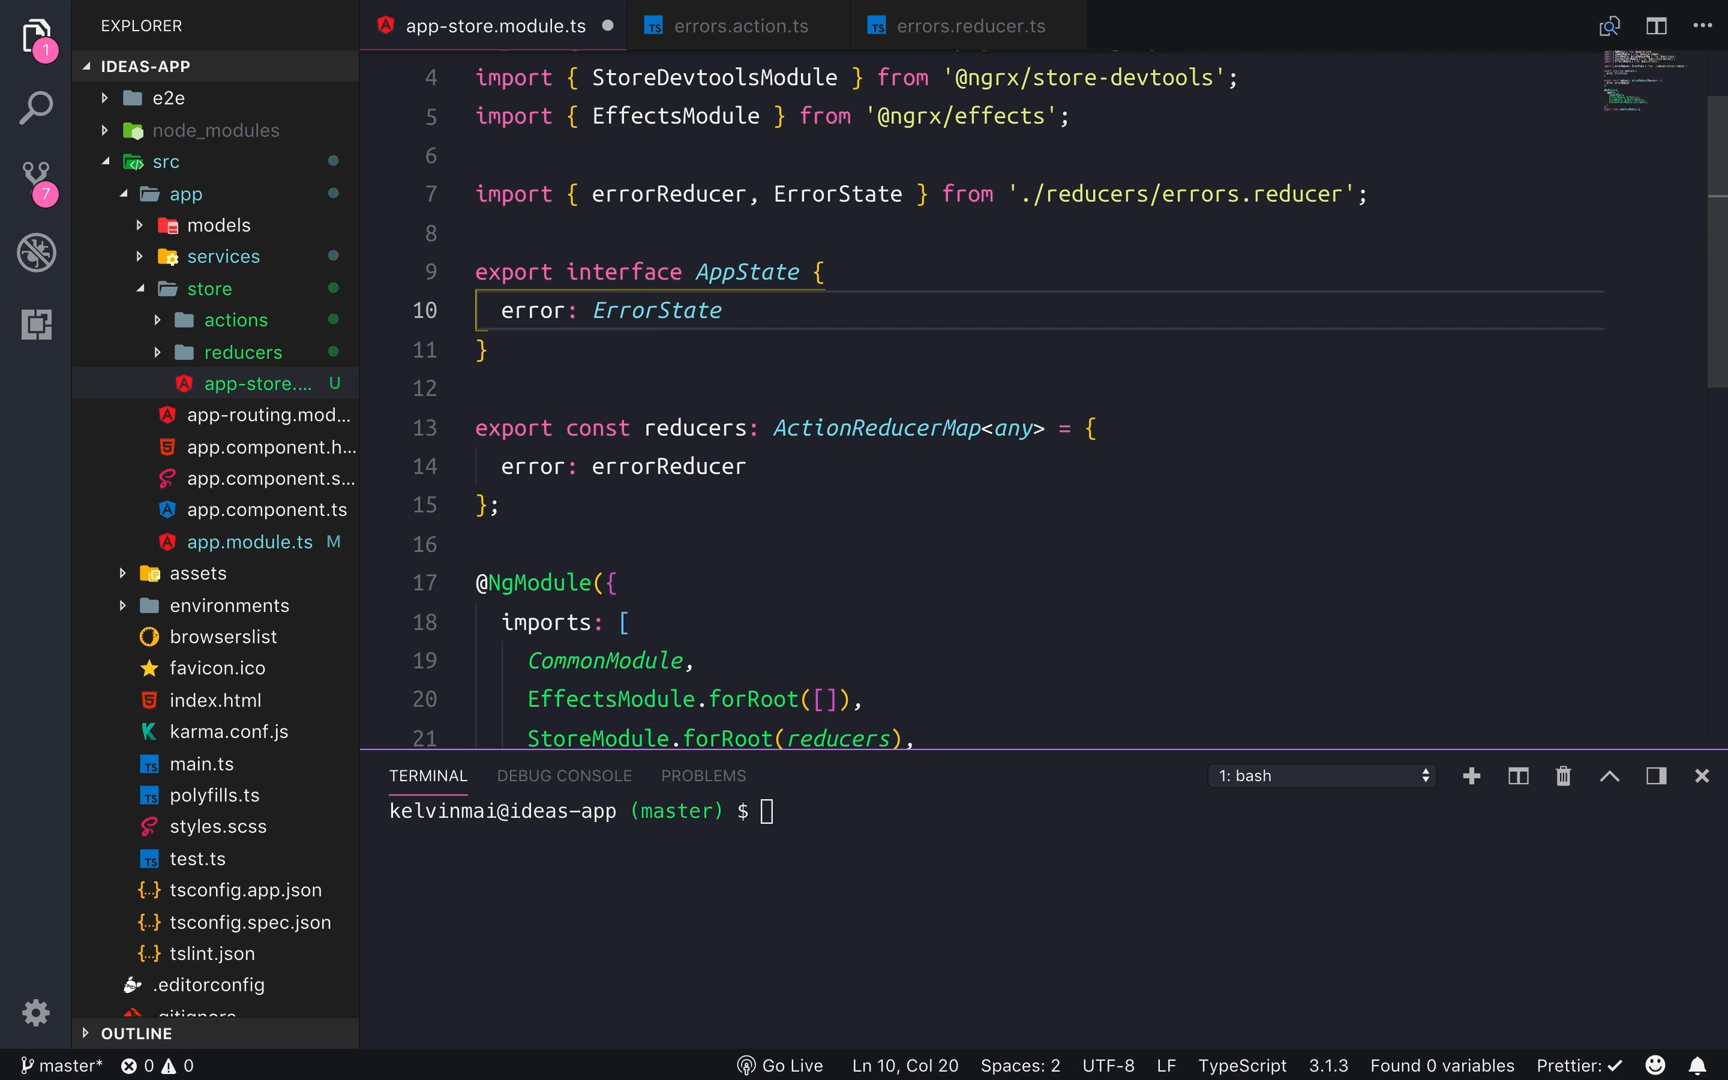 EXPLORER
app-store.module.ts
errors.action.ts
errors.reducer.ts
1
7
IDEAS-APP
e2e
node_modules
src
app
models
services
store
actions
reducers
app-store.... U
app-routing.mod...
app.component.h...
app.component.s...
app.component.ts
app.module.ts M
assets
environments
browserslist
favicon.ico
index.html
karma.conf.js
main.ts
polyfills.ts
styles.scss
test.ts
tsconfig.app.json
tsconfig.spec.json
tslint.json
.editorconfig
.gitignore
OUTLINE
4 import { StoreDevtoolsModule } from '@ngrx/store-devtools';
5 import { EffectsModule } from '@ngrx/effects';
6
7 import { errorReducer, ErrorState } from './reducers/errors.reducer';
8
9 export interface AppState {
10 error: ErrorState
11 }
12
13 export const reducers: ActionReducerMap<any> = {
14 error: errorReducer
15 };
16
17 @NgModule({
18 imports: [
19 CommonModule,
20 EffectsModule.forRoot([]),
21 StoreModule.forRoot(reducers),
TERMINAL DEBUG CONSOLE PROBLEMS 1: bash
kelvinmai@ideas-app (master) $
master* 0 0 Go Live Ln 10, Col 20 Spaces: 2 UTF-8 LF TypeScript 3.1.3 Found 0 variables Prettier: ✓